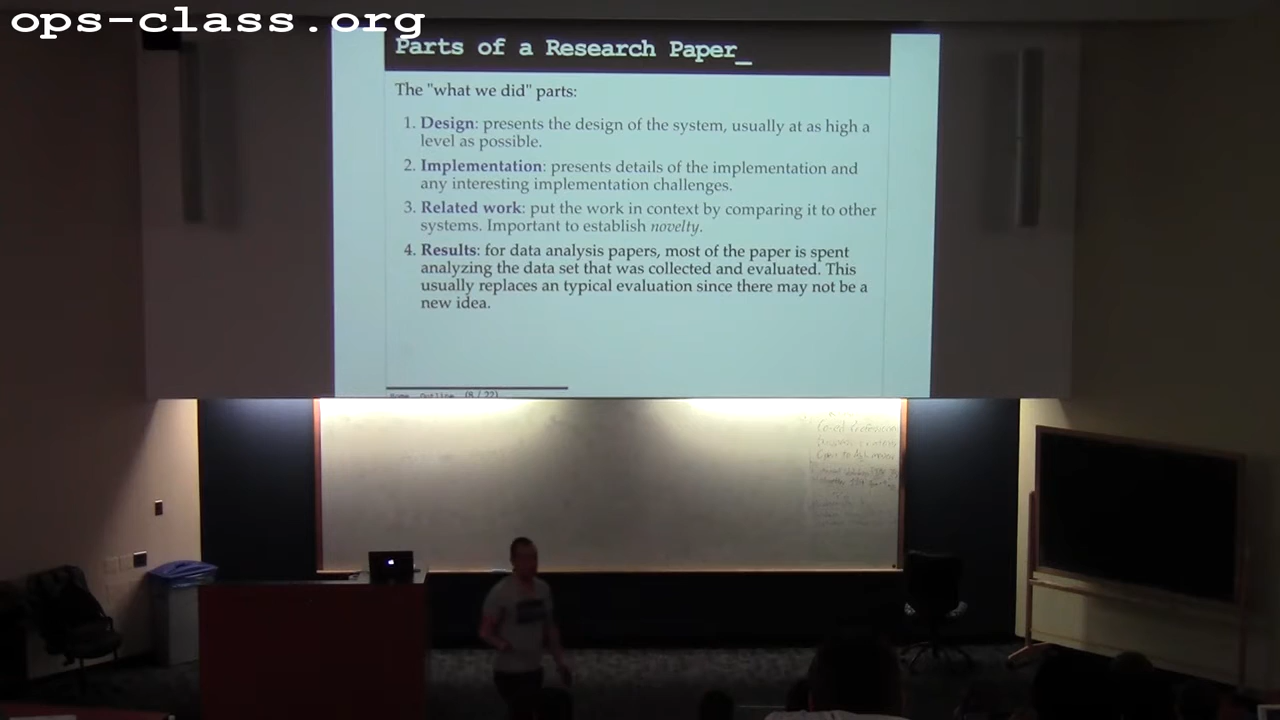 ops-class.org
Parts of a Research Paper_
The "what we did" parts:
1. Design: presents the design of the system, usually at as high a
level as possible.
2. Implementation: presents details of the implementation and
any interesting implementation challenges.
3. Related work: put the work in context by comparing it to other
systems. Important to establish novelty.
4. Results: for data analysis papers, most of the paper is spent
analyzing the data set that was collected and evaluated. This
usually replaces an typical evaluation since there may not be a
new idea.
(8 / 22)